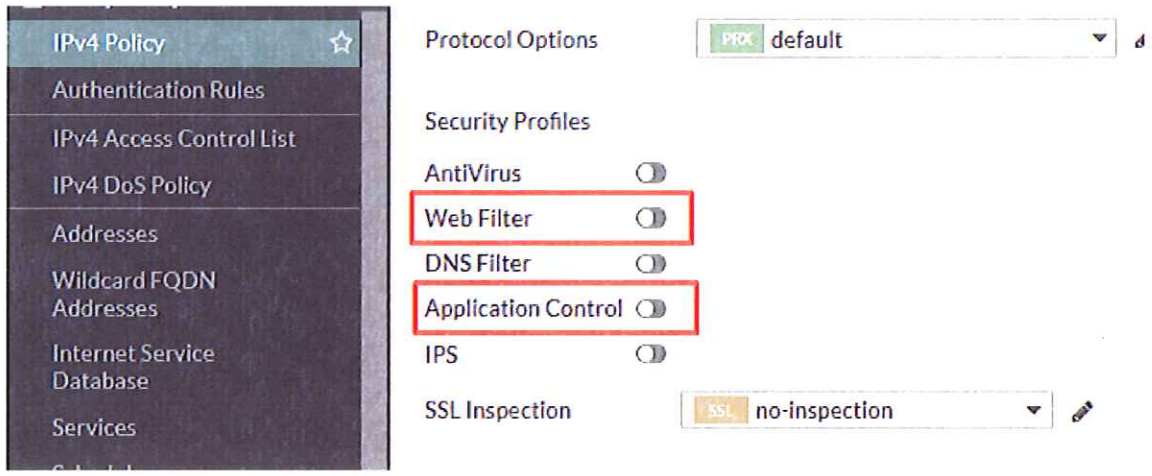 IPv4 Policy
Authentication Rules
IPv4 Access Control List
IPv4 DoS Policy
Addresses
Wildcard FQDN
Addresses
Internet Service
Database
Services
Protocol Options
PRX default
Security Profiles
AntiVirus
Web Filter
DNS Filter
Application Control
IPS
SSL Inspection
SSL no-inspection